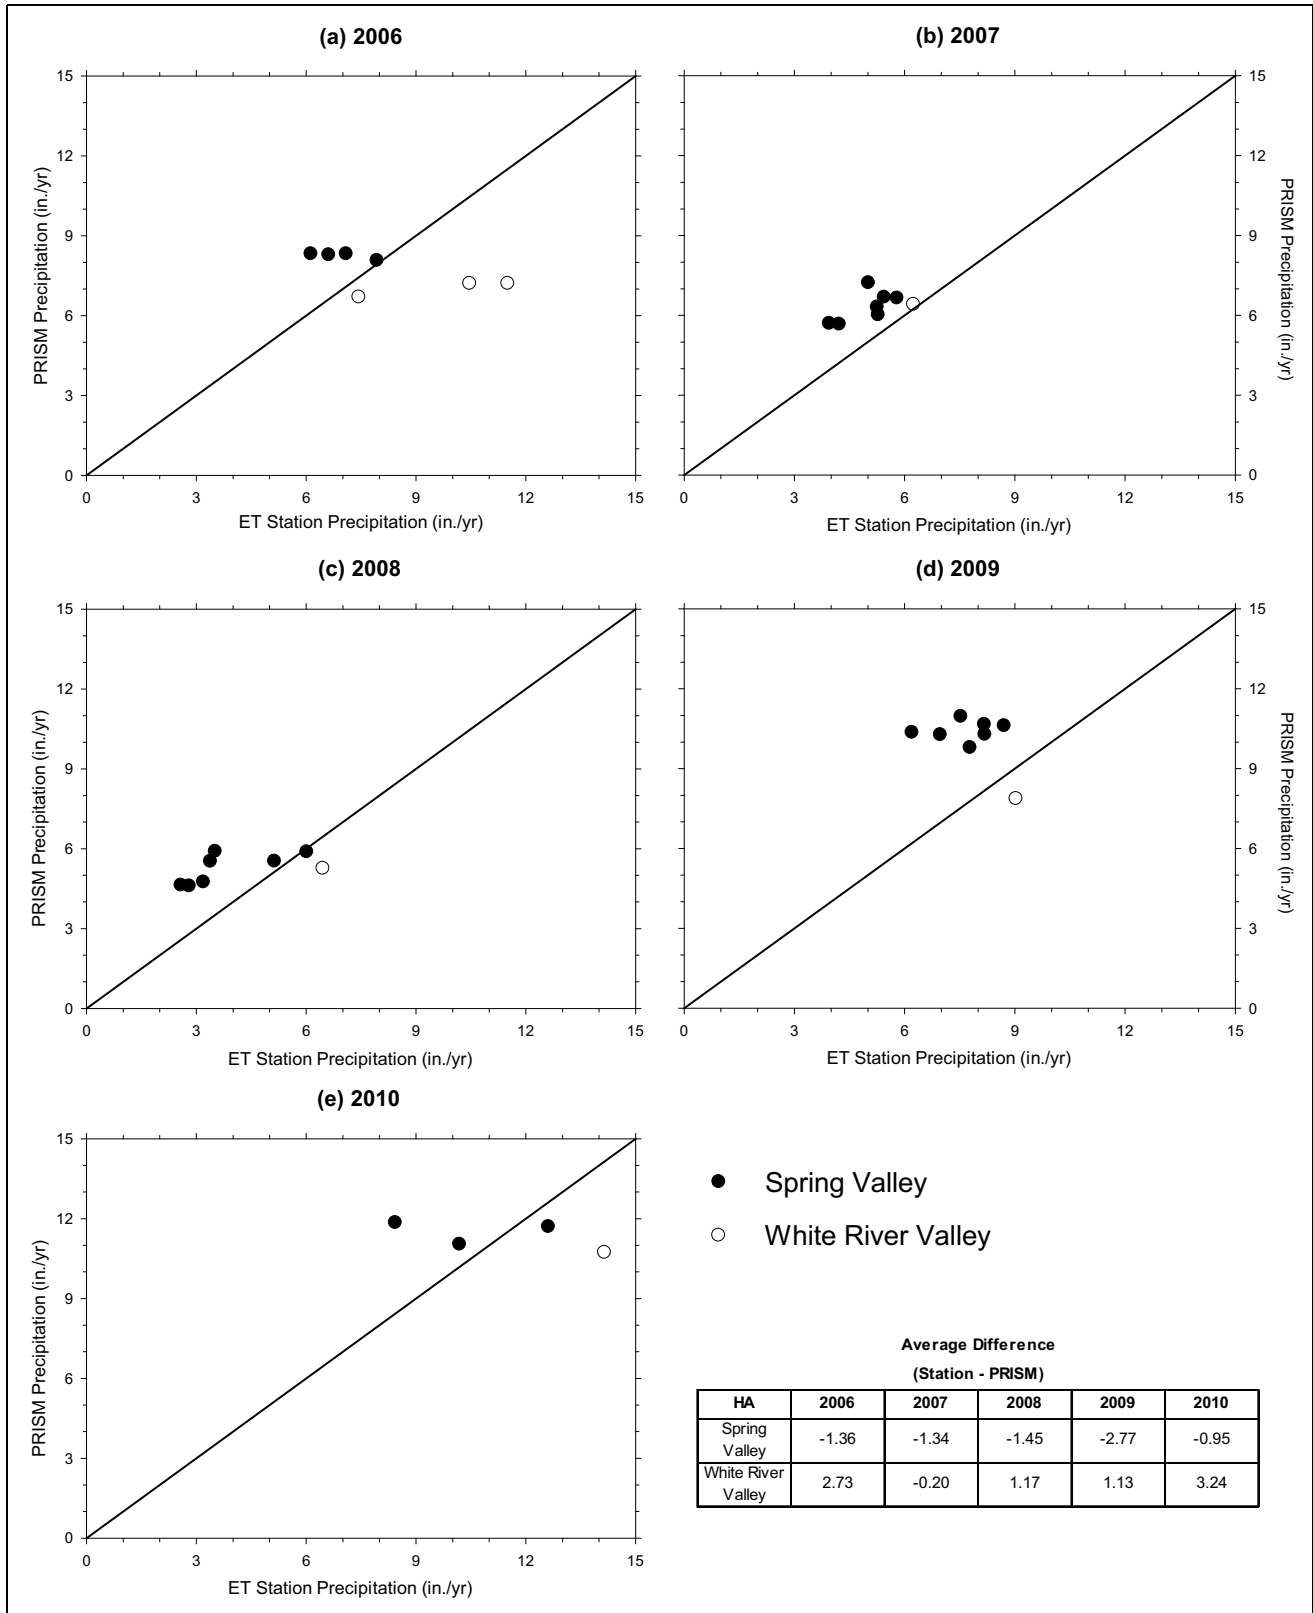 (a) 2006
15
12
9
6
3
0
0 3 6 9 12 15
PRISM Precipitation (in./yr)
ET Station Precipitation (in./yr)
(b) 2007
15
12
9
6
3
0
0 3 6 9 12 15
PRISM Precipitation (in./yr)
ET Station Precipitation (in./yr)
(c) 2008
15
12
9
6
3
0
0 3 6 9 12 15
PRISM Precipitation (in./yr)
ET Station Precipitation (in./yr)
(d) 2009
15
12
9
6
3
0
0 3 6 9 12 15
PRISM Precipitation (in./yr)
ET Station Precipitation (in./yr)
(e) 2010
15
12
9
6
3
0
0 3 6 9 12 15
PRISM Precipitation (in./yr)
ET Station Precipitation (in./yr)
Spring Valley
White River Valley
Average Difference
(Station - PRISM)
HA 2006 2007 2008 2009 2010
Spring
Valley -1.36 -1.34 -1.45 -2.77 -0.95
White River
Valley 2.73 -0.20 1.17 1.13 3.24